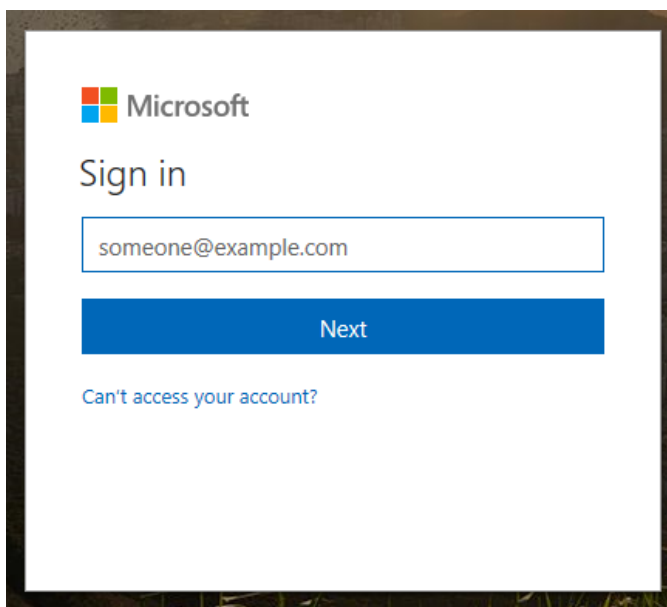 Microsoft
Sign in
someone@example.com
Next
Can't access your account?